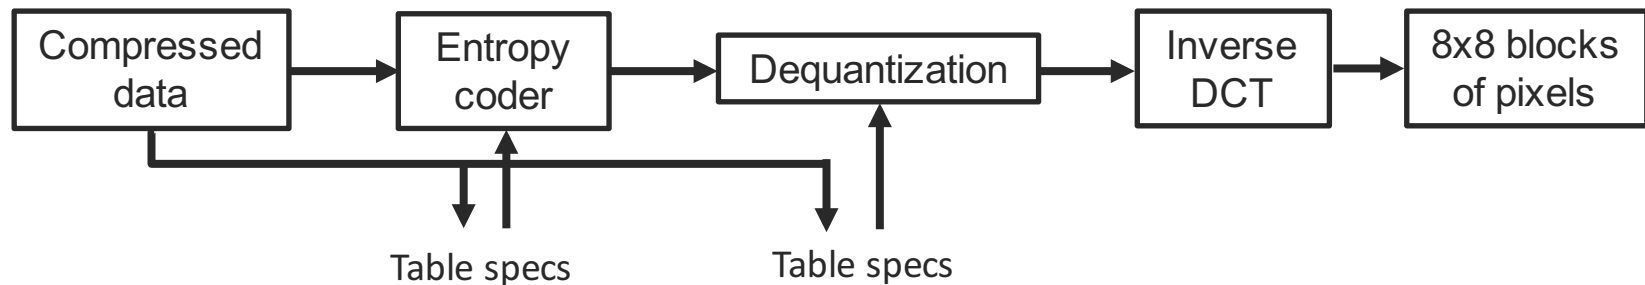 Compressed
data
Entropy
coder
Dequantization
Inverse
DCT
8x8 blocks
of pixels
Table specs
Table specs